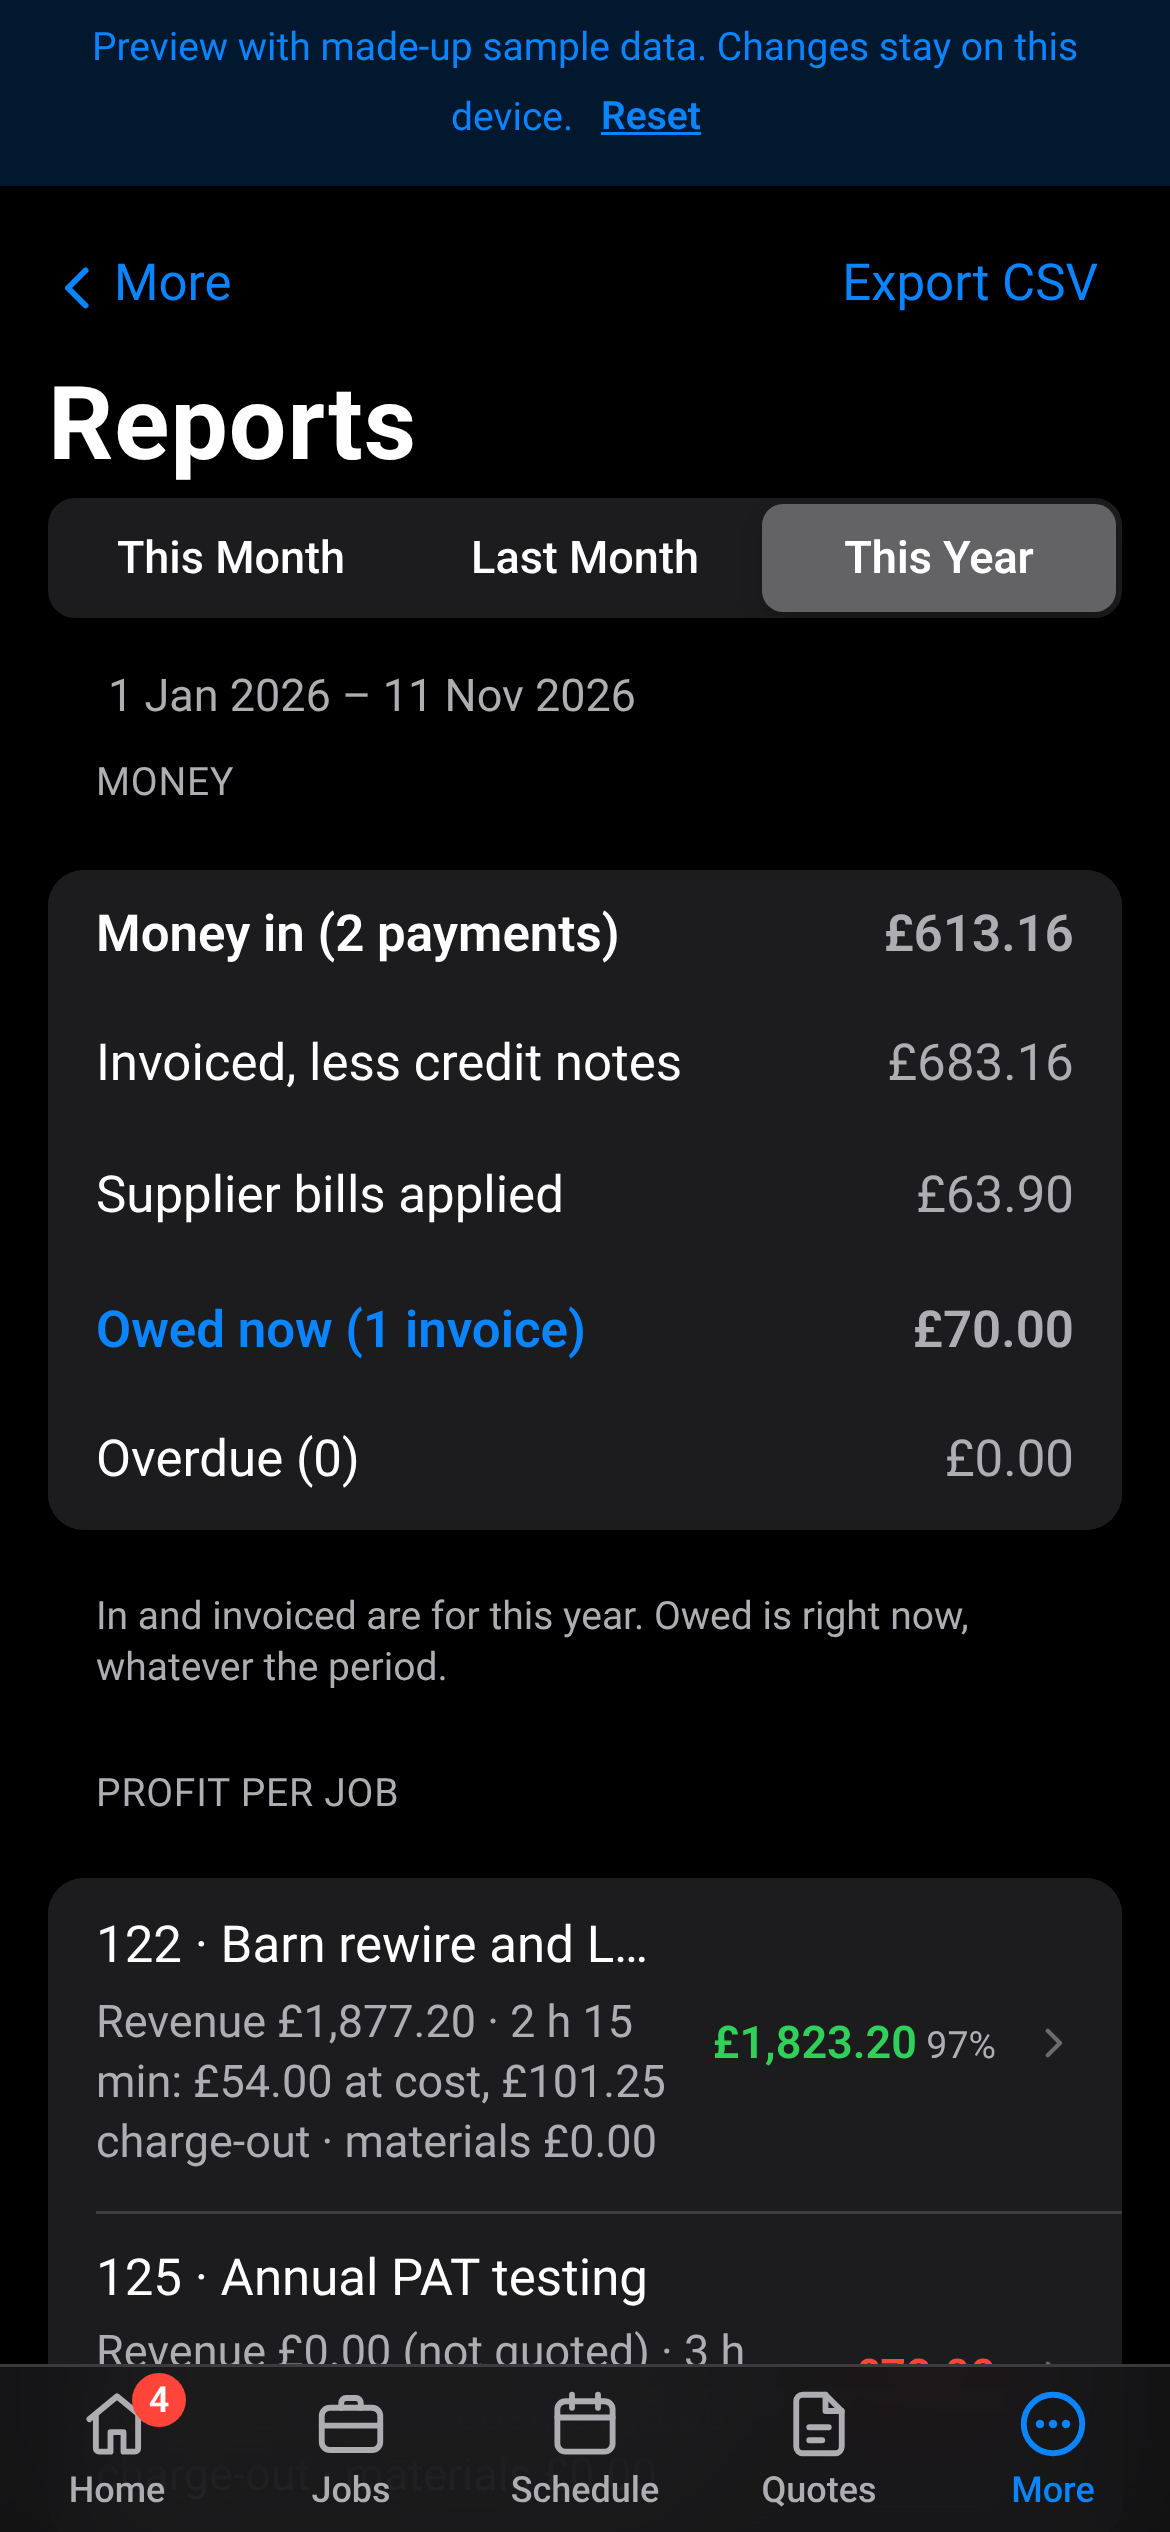 Preview with made-up sample data. Changes stay on this
device. Reset
More
Export CSV
Reports
This Month
Last Month
This Year
1 Jan 2026 – 11 Nov 2026
MONEY
Money in (2 payments)
£613.16
Invoiced, less credit notes
£683.16
Supplier bills applied
£63.90
Owed now (1 invoice)
£70.00
Overdue (0)
£0.00
In and invoiced are for this year. Owed is right now,
whatever the period.
PROFIT PER JOB
122 · Barn rewire and L...
Revenue £1,877.20 · 2 h 15
min: £54.00 at cost, £101.25
charge-out · materials £0.00
£1,823.20 97%
125 · Annual PAT testing
Revenue £0.00 (not quoted) · 3 h
charge-out · materials £0.00
4
Home
Jobs
Schedule
Quotes
More